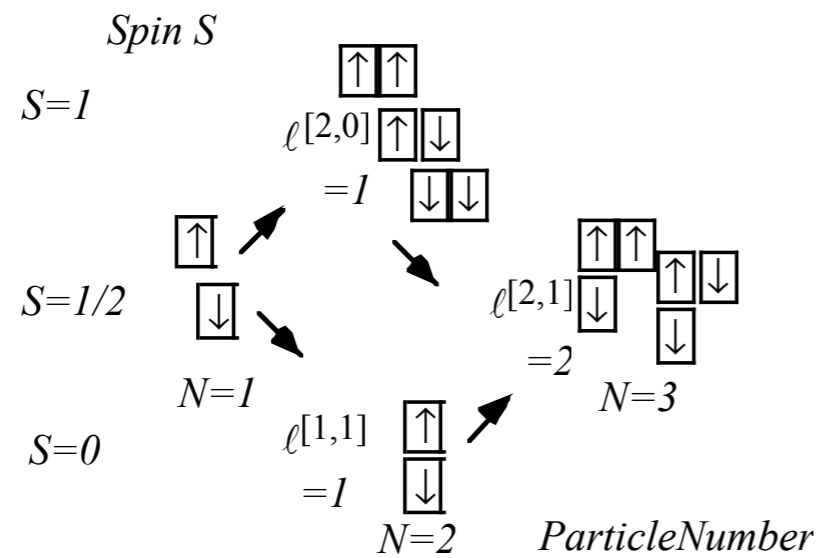 Spin S
S=1
↑ ↑
ℓ[2,0] ↑ ↓
=1 ↓ ↓
↑
↓
S=1/2
N=1
↑ ↑
↓
↑ ↓
↓
ℓ[2,1]
=2
N=3
S=0
ℓ[1,1] ↑
=1 ↓
N=2
ParticleNumber